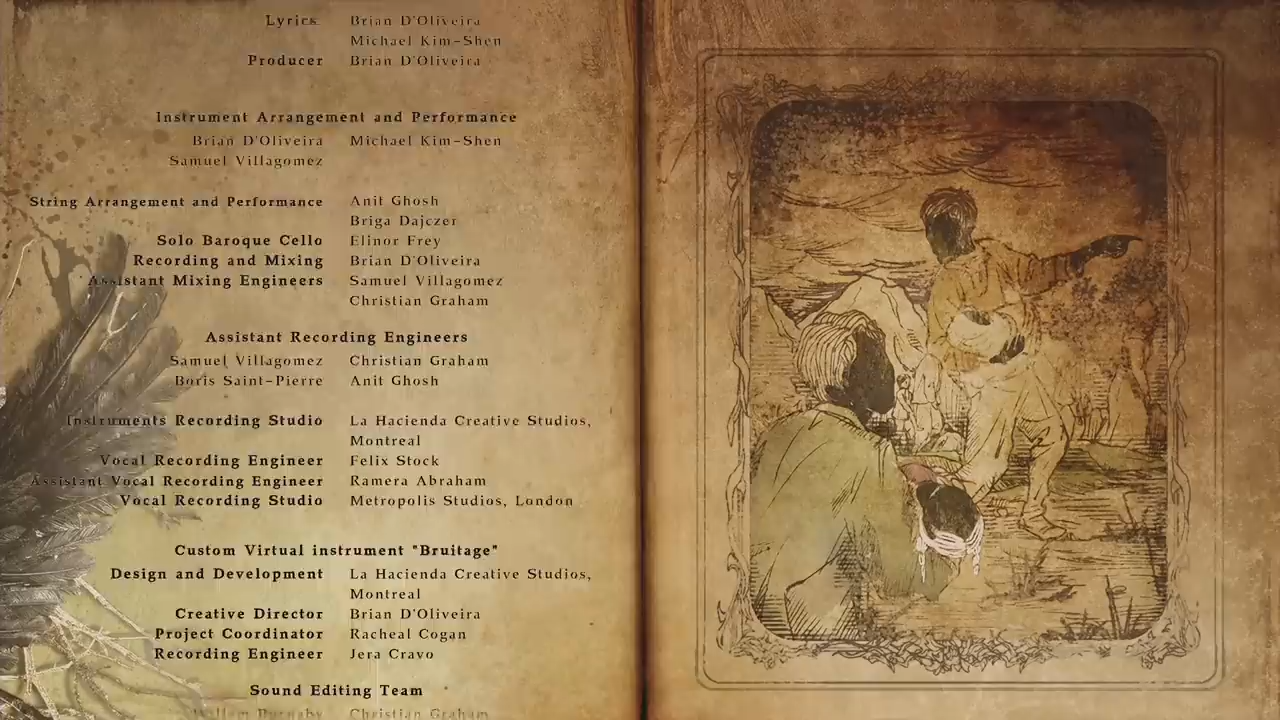 Lyrics Brian D'Oliveira
Michael Kim-Shen
Producer Brian D'Oliveira
Instrument Arrangement and Performance
Brian D'Oliveira Michael Kim-Shen
Samuel Villagomez
String Arrangement and Performance Anit Ghosh
Briga Dajczer
Solo Baroque Cello Elinor Frey
Recording and Mixing Brian D'Oliveira
Assistant Mixing Engineers Samuel Villagomez
Christian Graham
Assistant Recording Engineers
Samuel Villagomez Christian Graham
Boris Saint-Pierre Anit Ghosh
Instruments Recording Studio La Hacienda Creative Studios,
Montreal
Vocal Recording Engineer Felix Stock
Assistant Vocal Recording Engineer Ramera Abraham
Vocal Recording Studio Metropolis Studios, London
Custom Virtual instrument "Bruitage"
Design and Development La Hacienda Creative Studios,
Montreal
Creative Director Brian D'Oliveira
Project Coordinator Racheal Cogan
Recording Engineer Jera Cravo
Sound Editing Team
Christian Graham